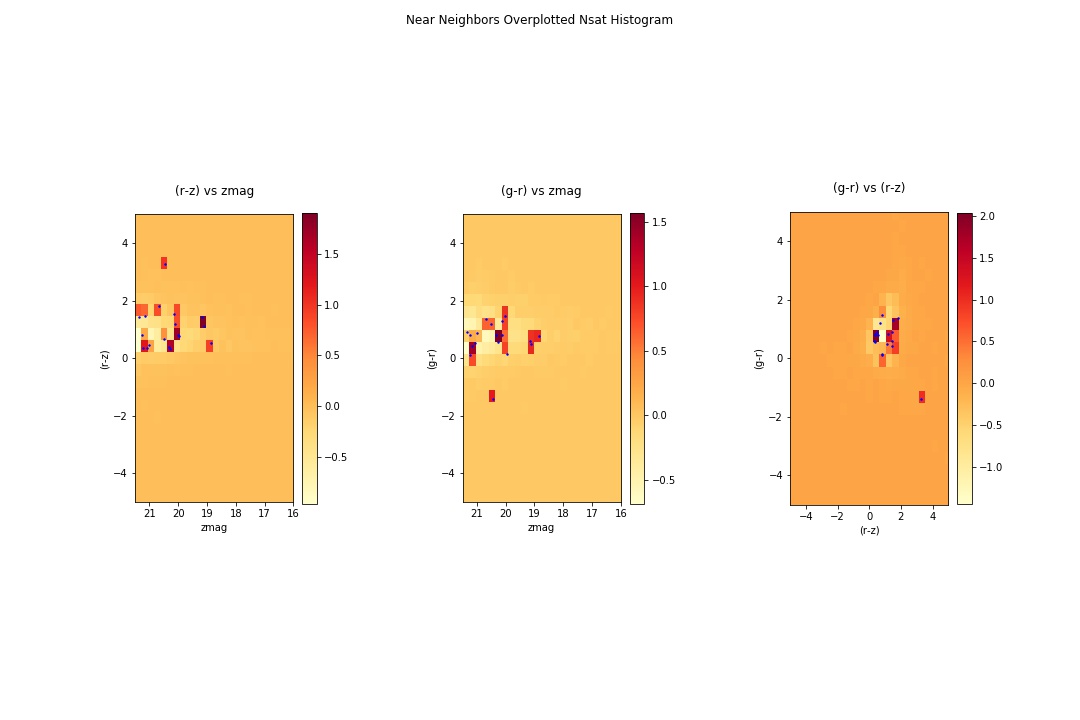 Near Neighbors Overplotted Nsat Histogram
(r-z) vs zmag
4
2
0
−2
−4
(r-z)
21 20 19 18 17 16
zmag
1.5
1.0
0.5
0.0
−0.5
(g-r) vs zmag
4
2
0
−2
−4
(g-r)
21 20 19 18 17 16
zmag
1.5
1.0
0.5
0.0
−0.5
(g-r) vs (r-z)
4
2
0
−2
−4
(g-r)
−4 −2 0 2 4
(r-z)
2.0
1.5
1.0
0.5
0.0
−0.5
−1.0